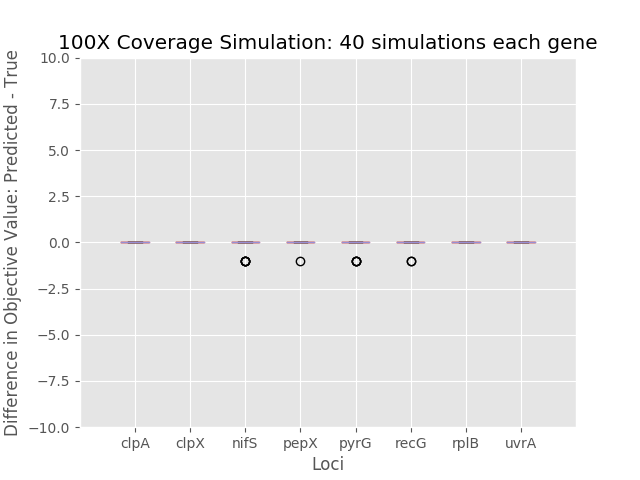 100X Coverage Simulation: 40 simulations each gene
Difference in Objective Value: Predicted - True
10.0
7.5
5.0
2.5
0.0
−2.5
−5.0
−7.5
−10.0
clpA clpX nifS pepX pyrG recG rplB uvrA
Loci